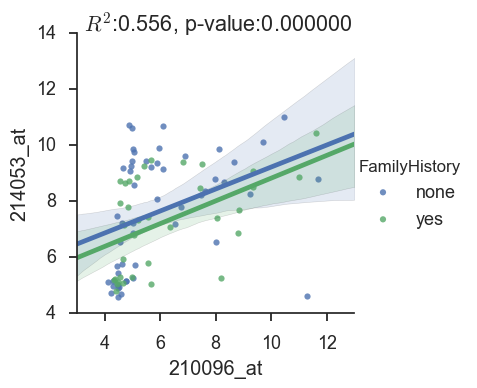 R²:0.556, p-value:0.000000
14
12
10
8
6
4
214053_at
4 6 8 10 12
210096_at
FamilyHistory
none
yes